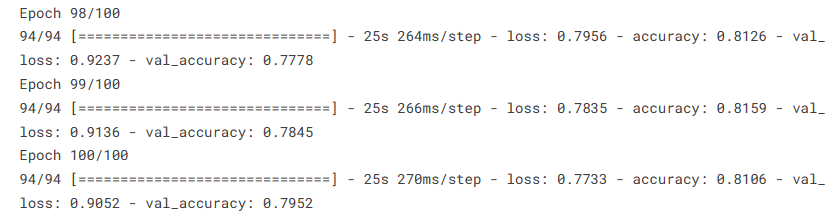 Epoch 98/100
94/94 [==============================] - 25s 264ms/step - loss: 0.7956 - accuracy: 0.8126 - val_
loss: 0.9237 - val_accuracy: 0.7778
Epoch 99/100
94/94 [==============================] - 25s 266ms/step - loss: 0.7835 - accuracy: 0.8159 - val_
loss: 0.9136 - val_accuracy: 0.7845
Epoch 100/100
94/94 [==============================] - 25s 270ms/step - loss: 0.7733 - accuracy: 0.8106 - val_
loss: 0.9052 - val_accuracy: 0.7952